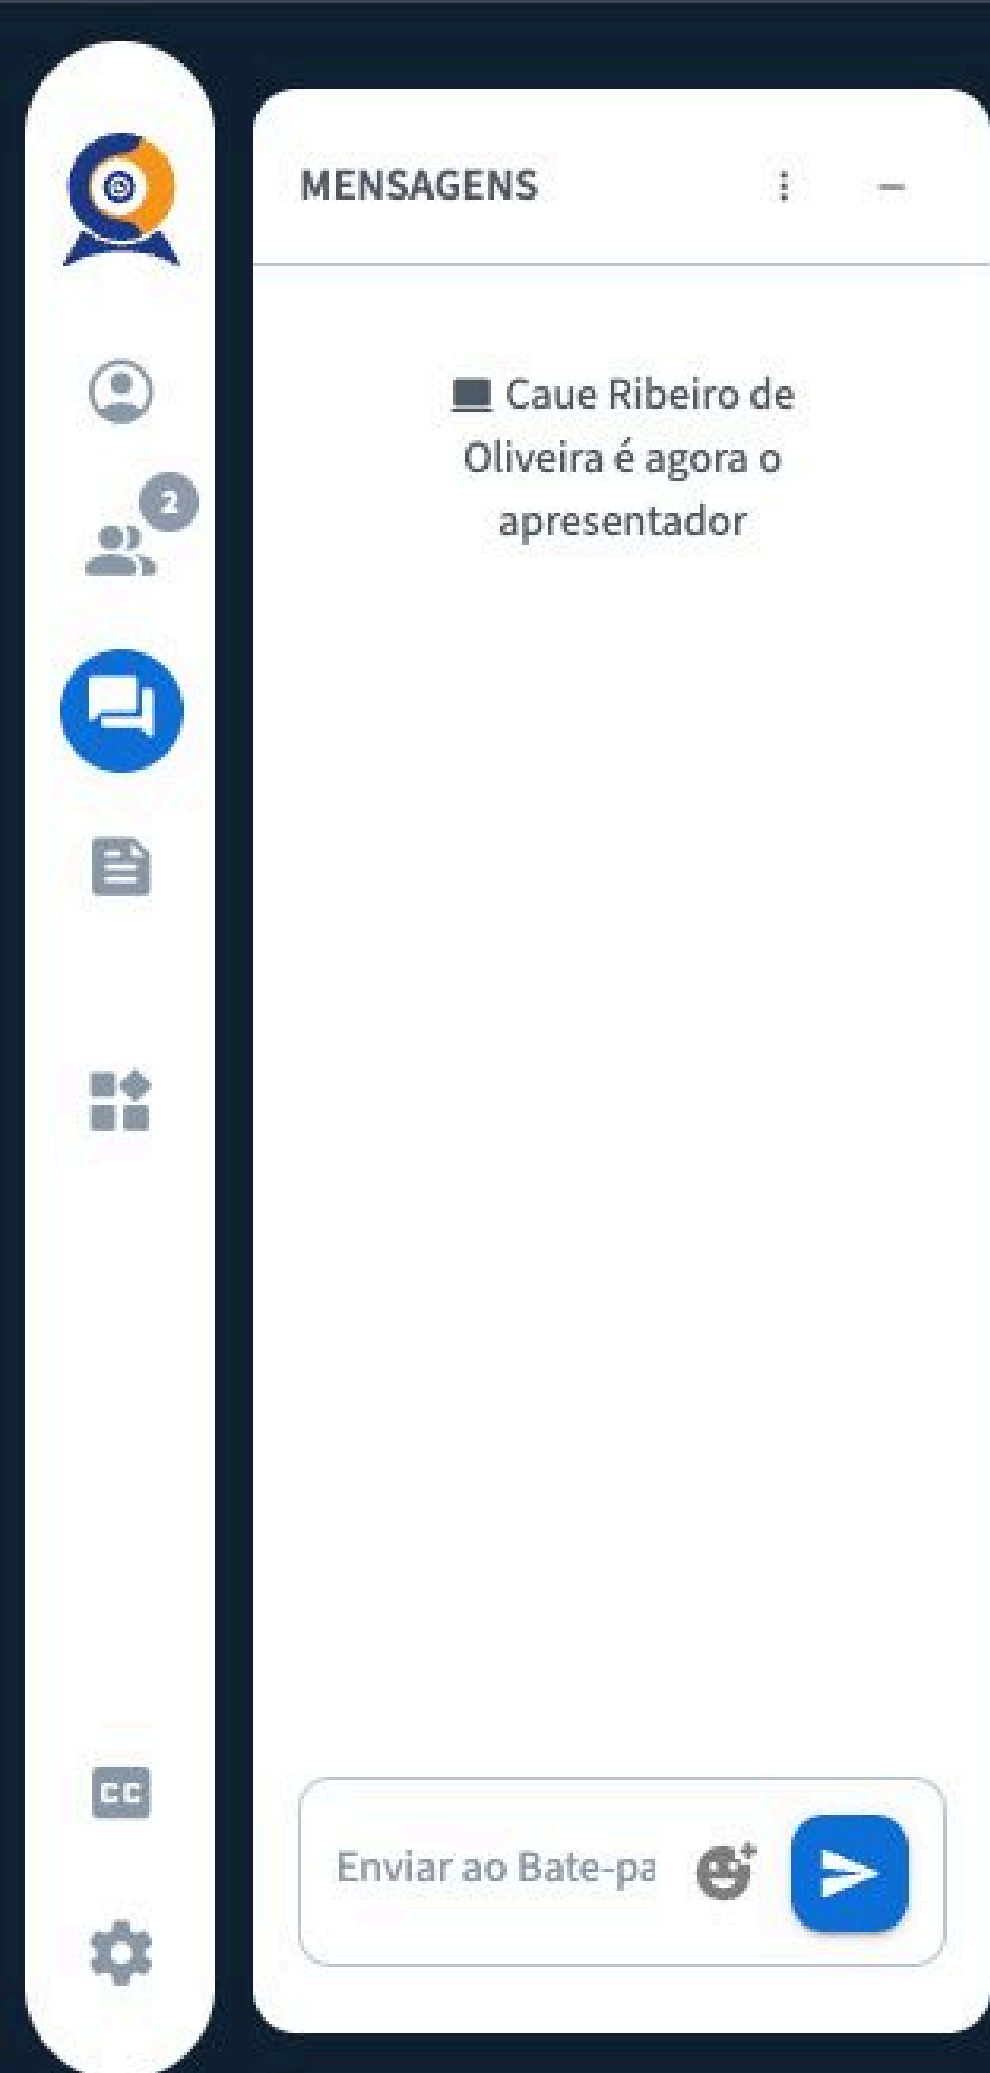 MENSAGENS
2
Caue Ribeiro de
Oliveira é agora o
apresentador
CC
Enviar ao Bate-pa